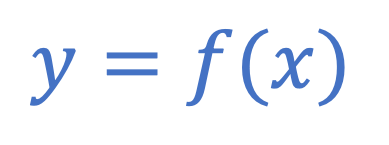 y = f(x)